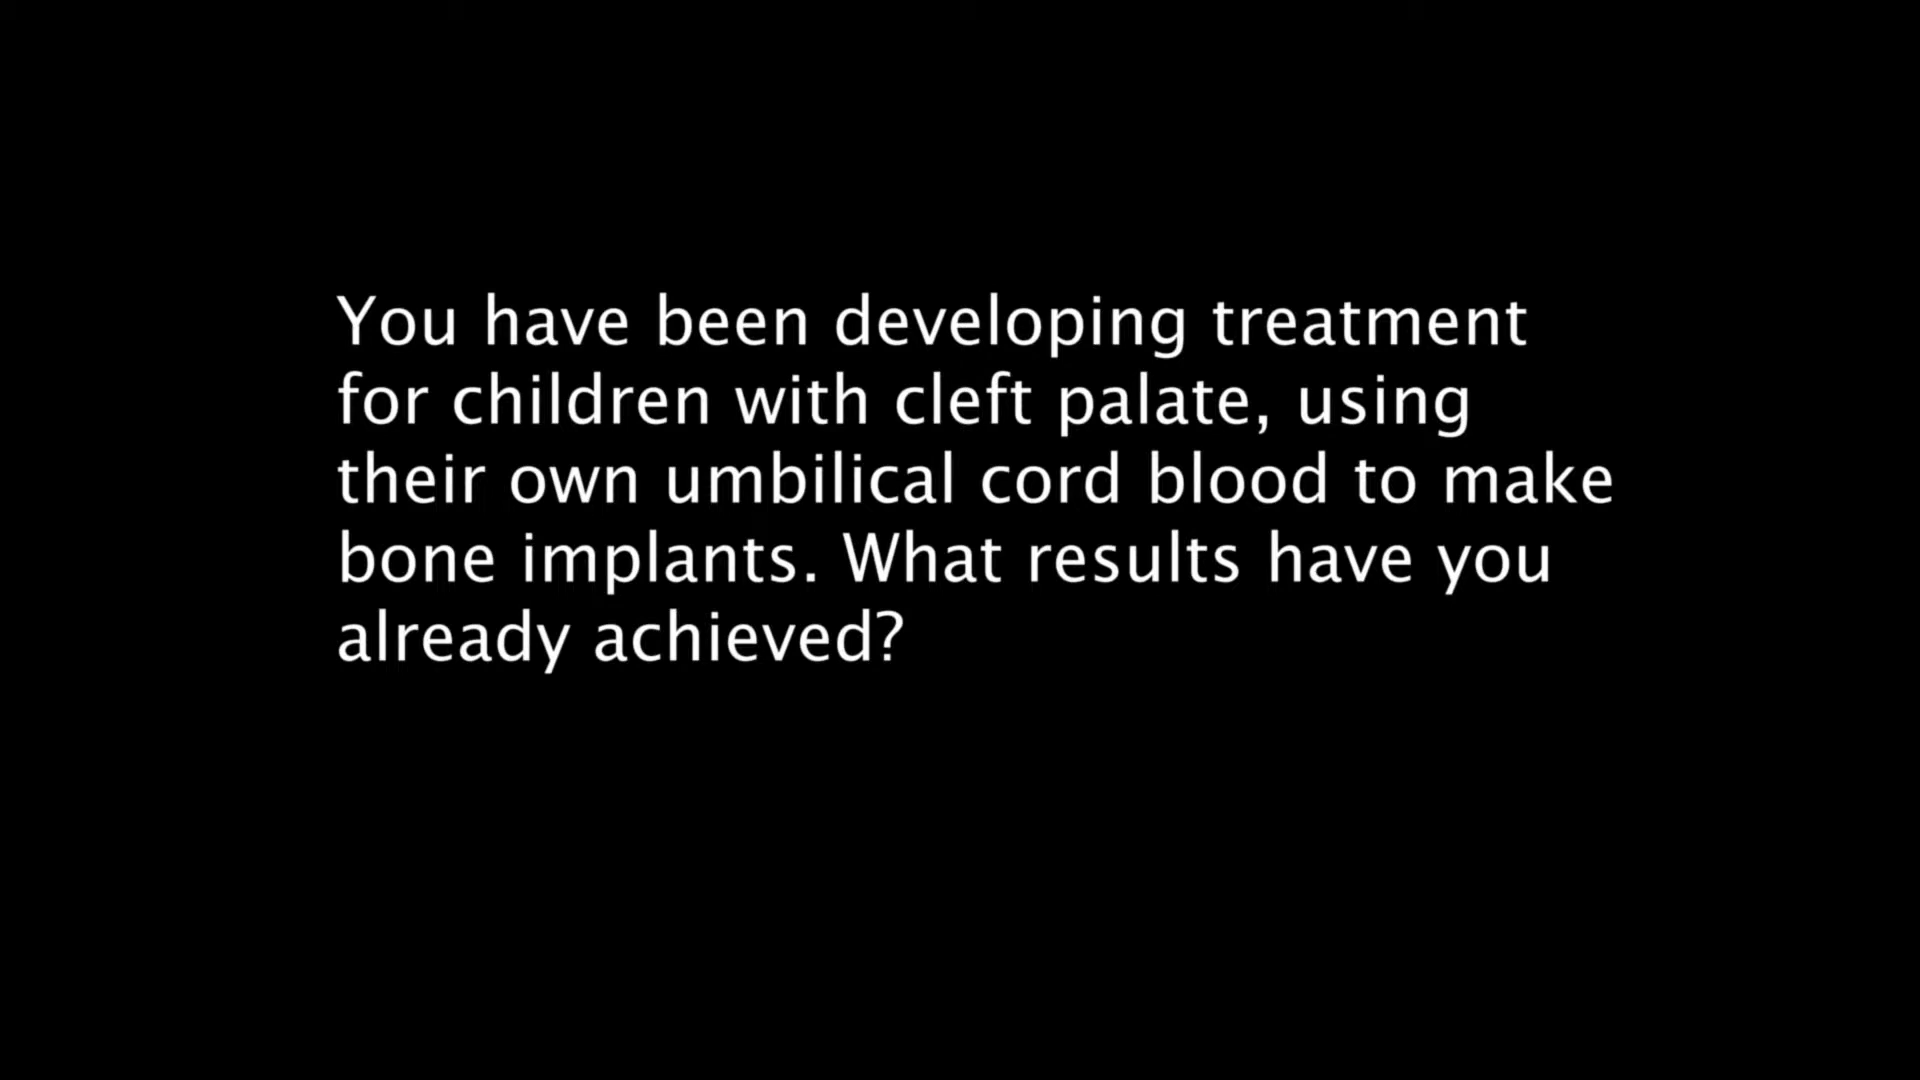 You have been developing treatment
for children with cleft palate, using
their own umbilical cord blood to make
bone implants. What results have you
already achieved?